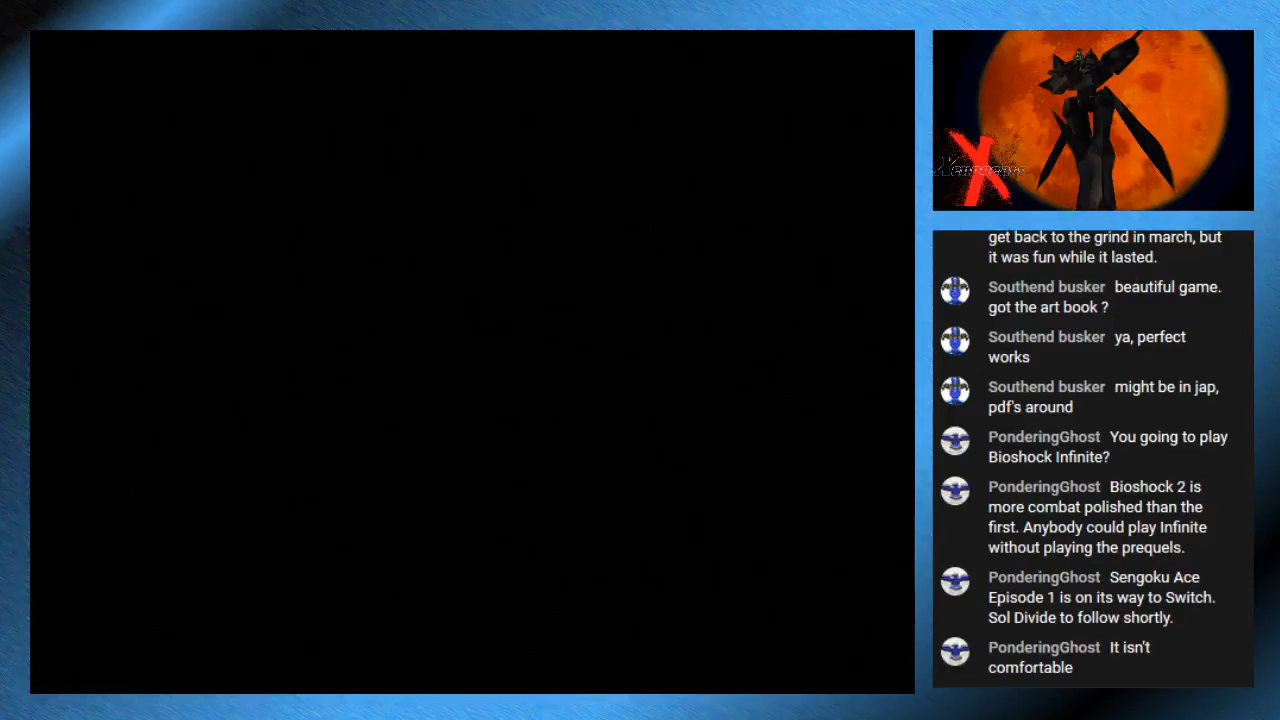 Xenogears
get back to the grind in march, but
it was fun while it lasted.
Southend busker beautiful game.
got the art book ?
Southend busker ya, perfect
works
Southend busker might be in jap,
pdf's around
PonderingGhost You going to play
Bioshock Infinite?
PonderingGhost Bioshock 2 is
more combat polished than the
first. Anybody could play Infinite
without playing the prequels.
PonderingGhost Sengoku Ace
Episode 1 is on its way to Switch.
Sol Divide to follow shortly.
PonderingGhost It isn't
comfortable